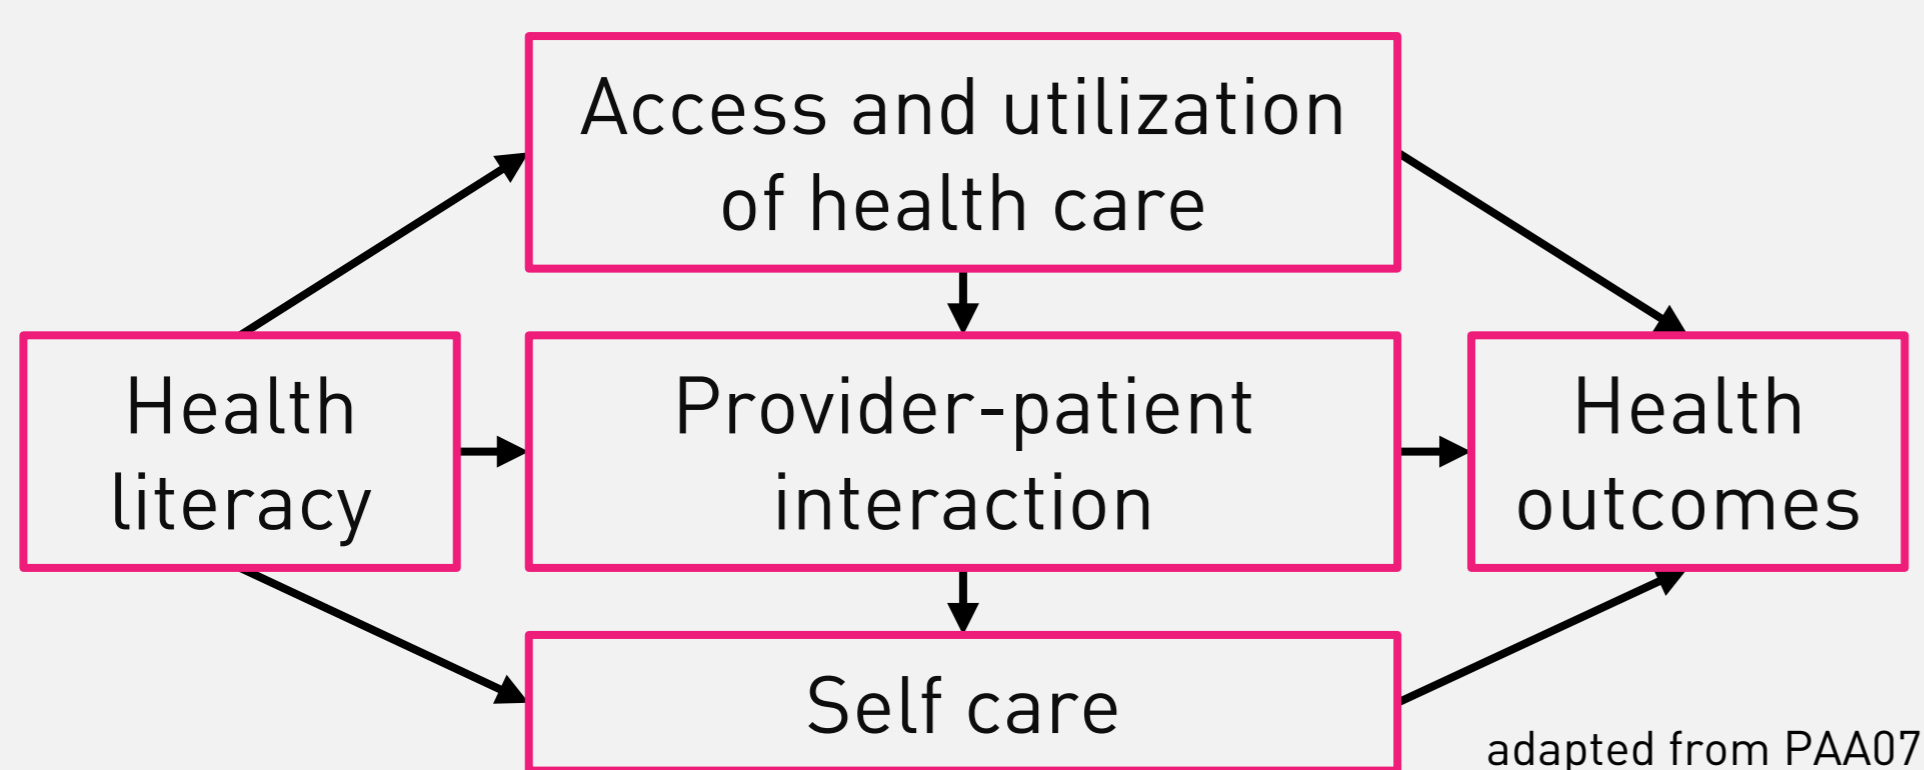 Access and utilization
of health care
Health
literacy
Provider-patient
interaction
Health
outcomes
Self care
adapted from PAA07